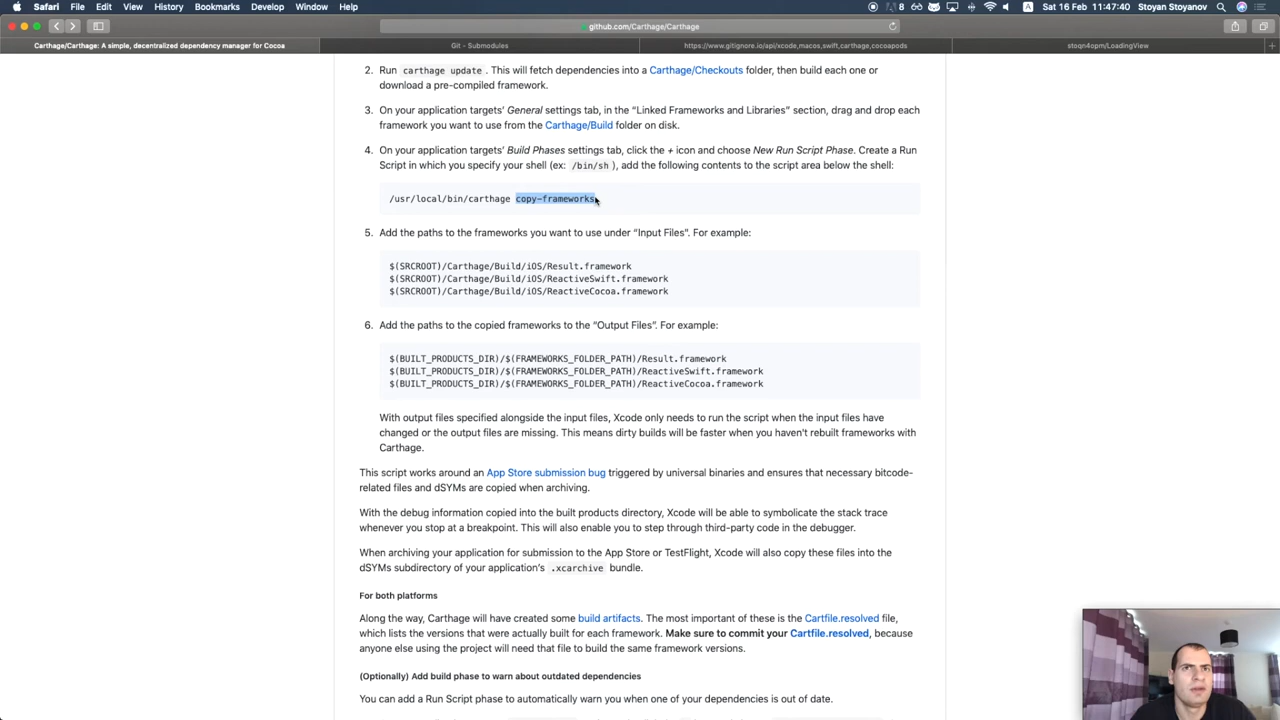 Safari File Edit View History Bookmarks Develop Window Help
8 8 A Sat 16 Feb 11:47:40 Stoyan Stoyanov
github.com/Carthage/Carthage
Carthage/Carthage: A simple, decentralized dependency manager for Cocoa
Git - Submodules
https://www.gitignore.io/api/xcode,macos,swift,carthage,cocoapods
stoqn4opm/LoadingView
2. Run carthage update. This will fetch dependencies into a Carthage/Checkouts folder, then build each one or
download a pre-compiled framework.
3. On your application targets’ General settings tab, in the “Linked Frameworks and Libraries” section, drag and drop each
framework you want to use from the Carthage/Build folder on disk.
4. On your application targets’ Build Phases settings tab, click the + icon and choose New Run Script Phase. Create a Run
Script in which you specify your shell (ex: /bin/sh), add the following contents to the script area below the shell:
/usr/local/bin/carthage copy-frameworks
5. Add the paths to the frameworks you want to use under “Input Files”. For example:
$(SRCROOT)/Carthage/Build/iOS/Result.framework
$(SRCROOT)/Carthage/Build/iOS/ReactiveSwift.framework
$(SRCROOT)/Carthage/Build/iOS/ReactiveCocoa.framework
6. Add the paths to the copied frameworks to the “Output Files”. For example:
$(BUILT_PRODUCTS_DIR)/$(FRAMEWORKS_FOLDER_PATH)/Result.framework
$(BUILT_PRODUCTS_DIR)/$(FRAMEWORKS_FOLDER_PATH)/ReactiveSwift.framework
$(BUILT_PRODUCTS_DIR)/$(FRAMEWORKS_FOLDER_PATH)/ReactiveCocoa.framework
With output files specified alongside the input files, Xcode only needs to run the script when the input files have
changed or the output files are missing. This means dirty builds will be faster when you haven't rebuilt frameworks with
Carthage.
This script works around an App Store submission bug triggered by universal binaries and ensures that necessary bitcode-
related files and dSYMs are copied when archiving.
With the debug information copied into the built products directory, Xcode will be able to symbolicate the stack trace
whenever you stop at a breakpoint. This will also enable you to step through third-party code in the debugger.
When archiving your application for submission to the App Store or TestFlight, Xcode will also copy these files into the
dSYMs subdirectory of your application’s .xcarchive bundle.
For both platforms
Along the way, Carthage will have created some build artifacts. The most important of these is the Cartfile.resolved file,
which lists the versions that were actually built for each framework. Make sure to commit your Cartfile.resolved, because
anyone else using the project will need that file to build the same framework versions.
(Optionally) Add build phase to warn about outdated dependencies
You can add a Run Script phase to automatically warn you when one of your dependencies is out of date.